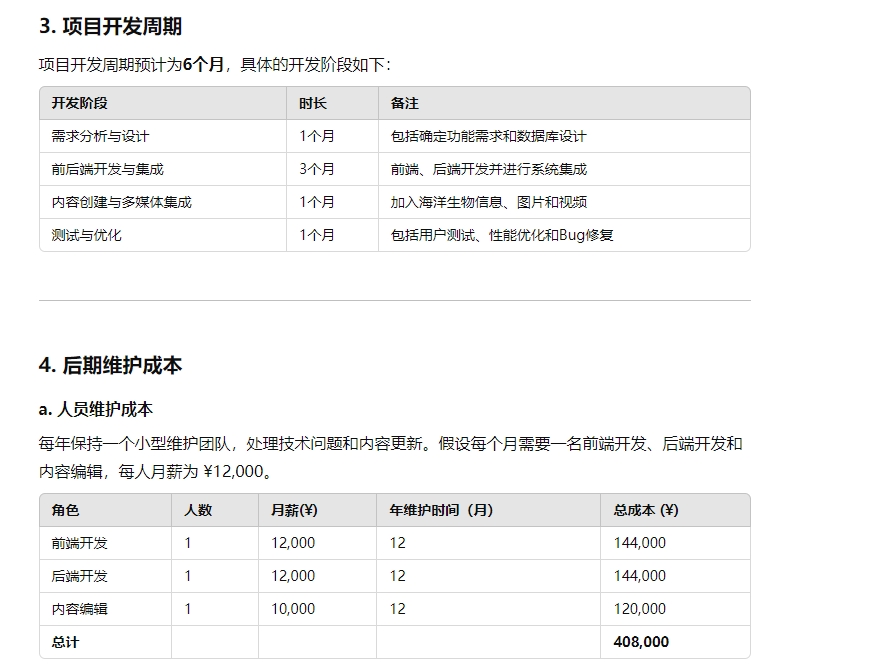 3. 项目开发周期
项目开发周期预计为6个月，具体的开发阶段如下：
开发阶段 时长 备注
需求分析与设计 1个月 包括确定功能需求和数据库设计
前后端开发与集成 3个月 前端、后端开发并进行系统集成
内容创建与多媒体集成 1个月 加入海洋生物信息、图片和视频
测试与优化 1个月 包括用户测试、性能优化和Bug修复
4. 后期维护成本
a. 人员维护成本
每年保持一个小型维护团队，处理技术问题和内容更新。假设每个月需要一名前端开发、后端开发和
内容编辑，每人月薪为 ¥12,000。
角色 人数 月薪(¥) 年维护时间（月） 总成本 (¥)
前端开发 1 12,000 12 144,000
后端开发 1 12,000 12 144,000
内容编辑 1 10,000 12 120,000
总计 408,000